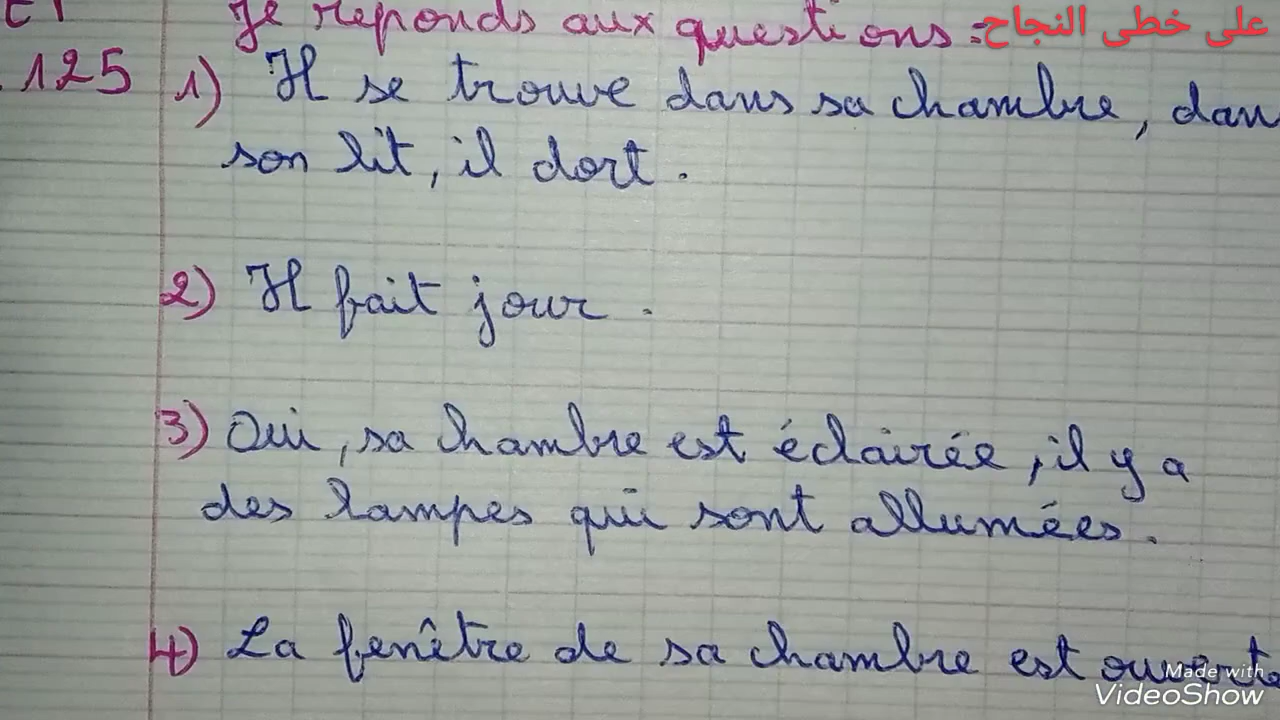 Je reponds aux questions :
على خطى النجاح
125 1) Il se trouve dans sa chambre, dan
son lit, il dort.
2) Il fait jour.
3) Oui, sa chambre est éclairée, il y a
des lampes qui sont allumées.
4) La fenêtre de sa chambre est ouverte
Made with
VideoShow